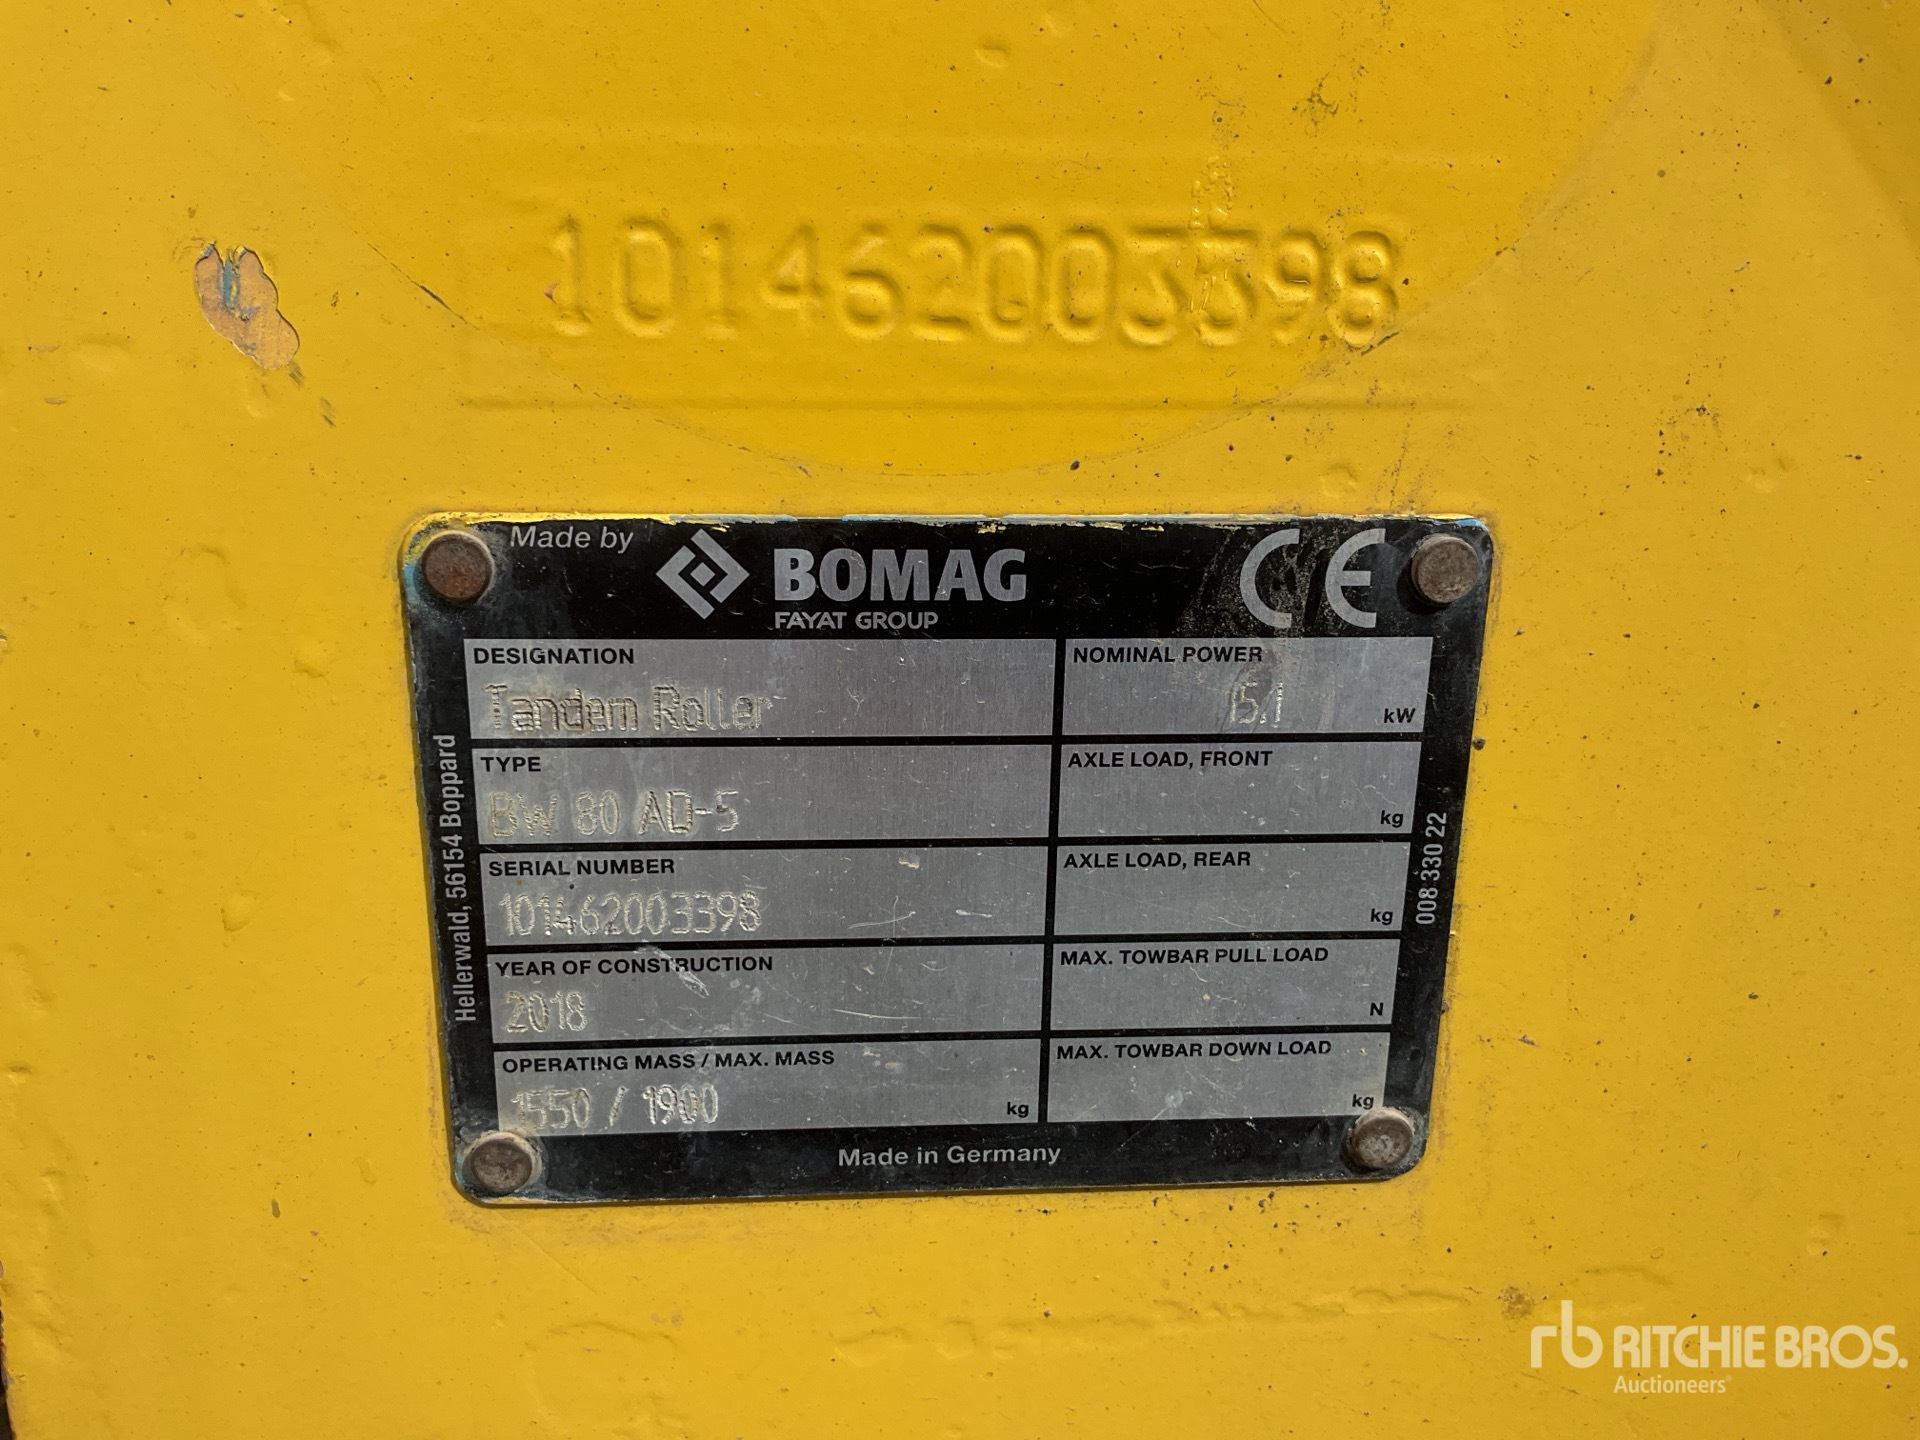 101462003398
Made by
BOMAG
FAYAT GROUP
CE
DESIGNATION
Tandem Roller
NOMINAL POWER
15.1 kW
TYPE
BW 80 AD-5
AXLE LOAD, FRONT
kg
SERIAL NUMBER
101462003398
AXLE LOAD, REAR
kg
YEAR OF CONSTRUCTION
2018
MAX. TOWBAR PULL LOAD
N
OPERATING MASS / MAX. MASS
1550 / 1900 kg
MAX. TOWBAR DOWN LOAD
kg
Made in Germany
Hellerwald, 56154 Boppard
008 330 22
rb RITCHIE BROS.
Auctioneers